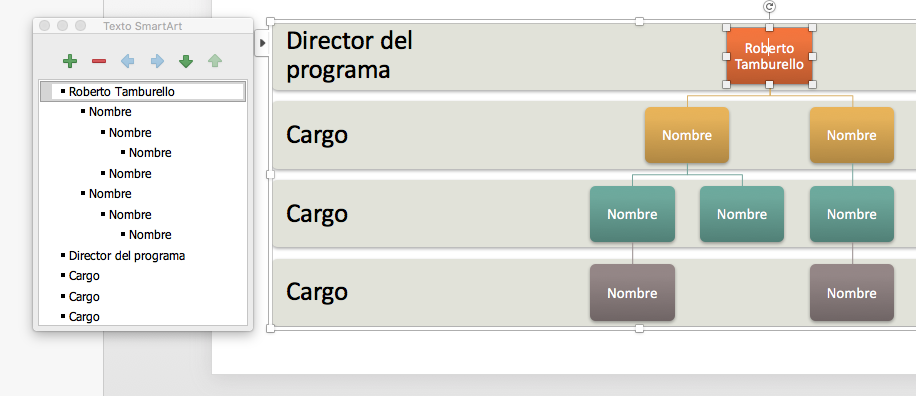 Texto SmartArt
Roberto Tamburello
Nombre
Nombre
Nombre
Nombre
Nombre
Nombre
Nombre
Director del programa
Cargo
Cargo
Cargo
Director del
programa
Roberto
Tamburello
Cargo
Nombre
Nombre
Cargo
Nombre
Nombre
Nombre
Cargo
Nombre
Nombre